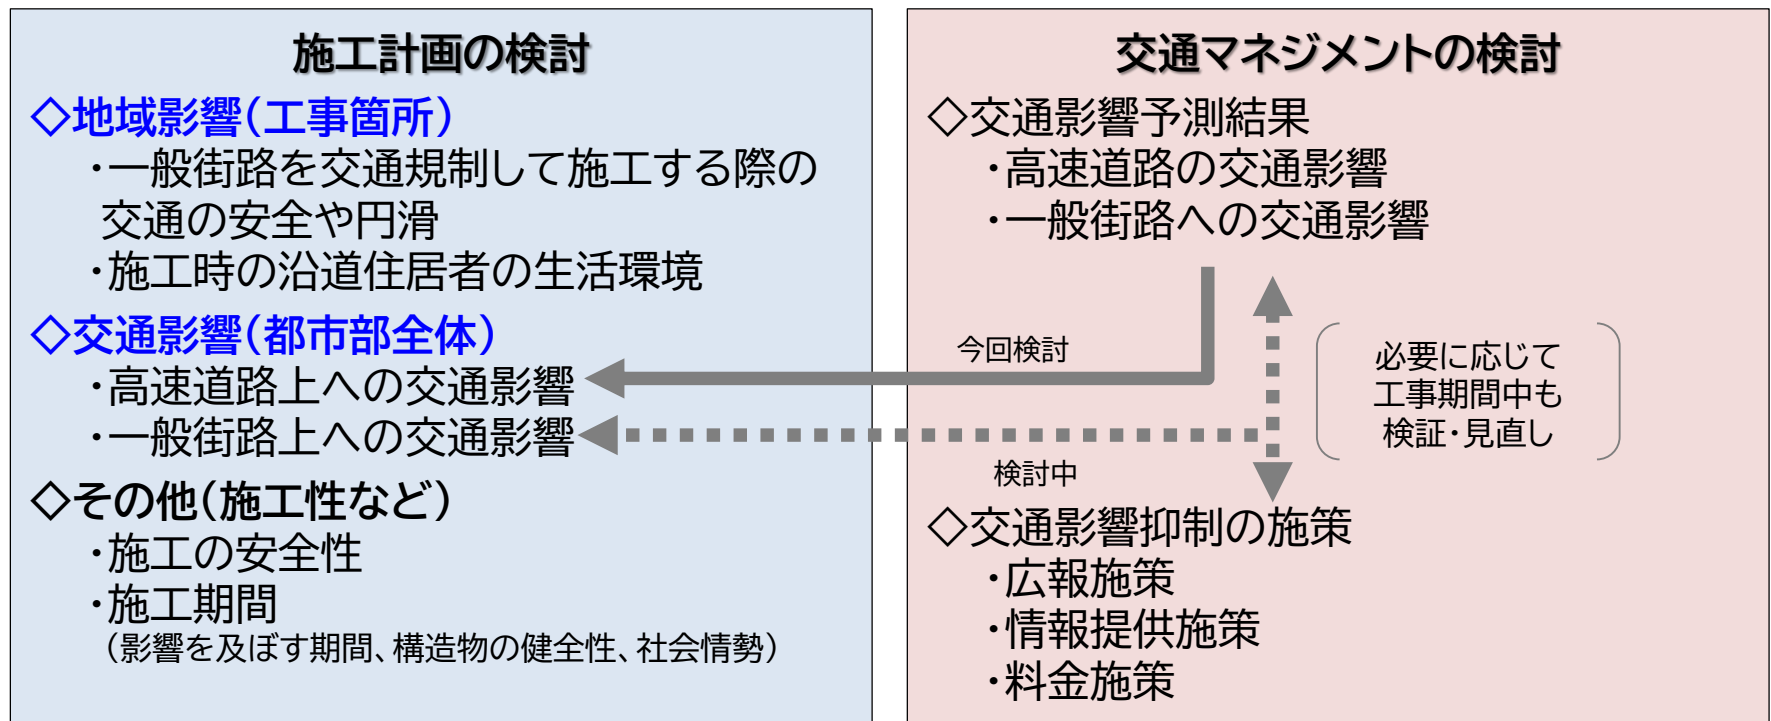 施工計画の検討
◇地域影響（工事箇所）
・一般街路を交通規制して施工する際の
交通の安全や円滑
・施工時の沿道住居者の生活環境
◇交通影響（都市部全体）
・高速道路上への交通影響
・一般街路上への交通影響
◇その他（施工性など）
・施工の安全性
・施工期間
（影響を及ぼす期間、構造物の健全性、社会情勢）
交通マネジメントの検討
◇交通影響予測結果
・高速道路の交通影響
・一般街路への交通影響
今回検討
必要に応じて
工事期間中も
検証・見直し
検討中
◇交通影響抑制の施策
・広報施策
・情報提供施策
・料金施策